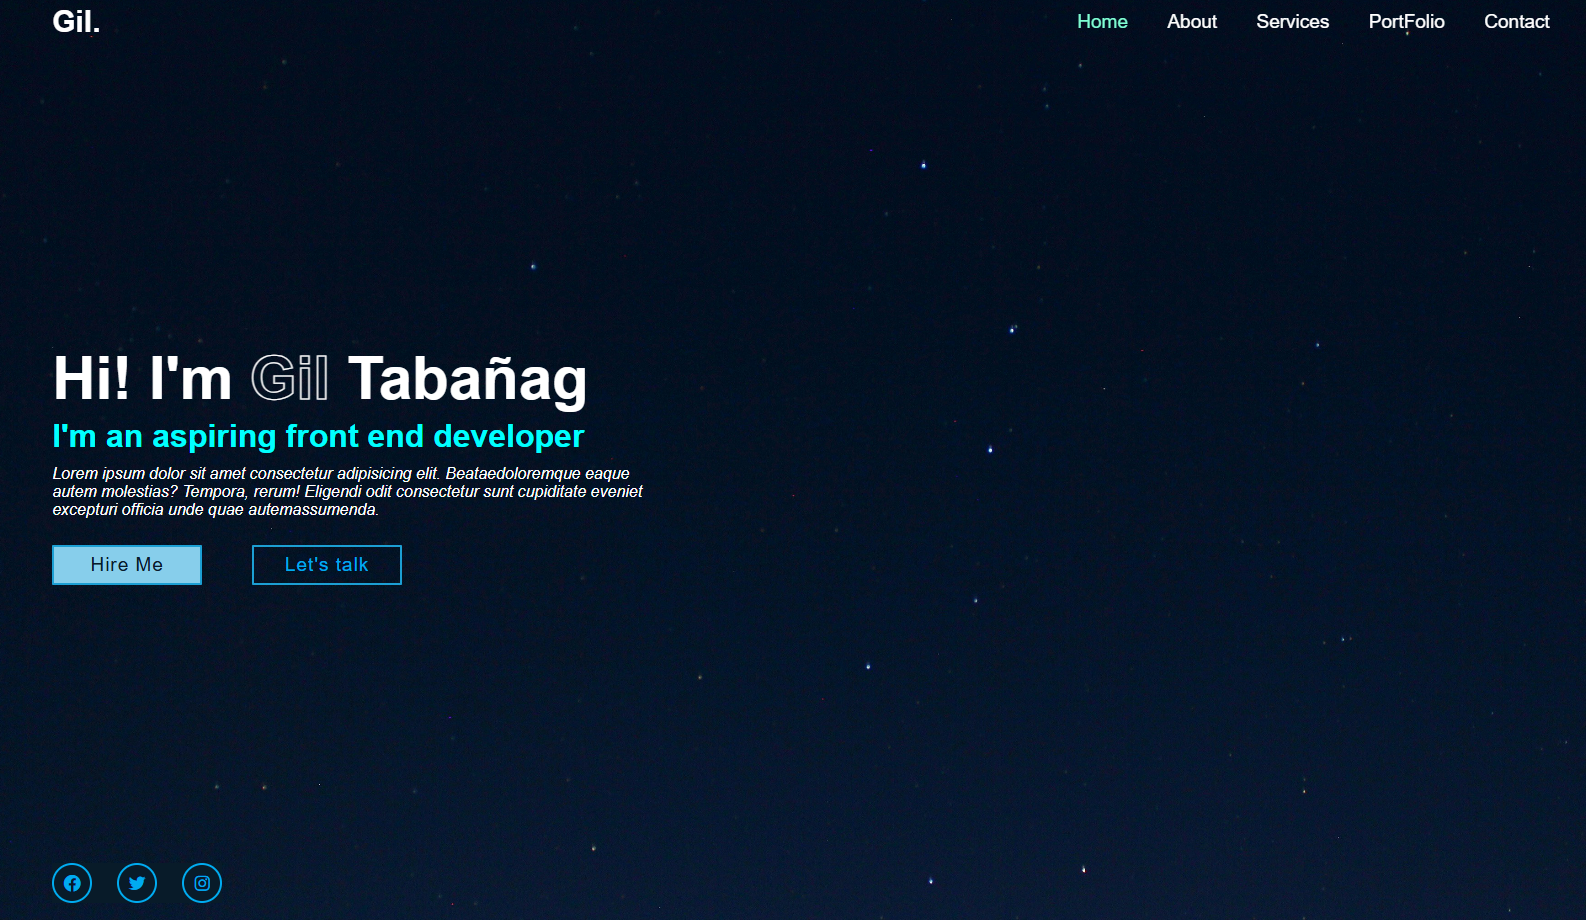 Gil.
Home About Services PortFolio Contact
Hi! I'm Gil Tabañag
I'm an aspiring front end developer
Lorem ipsum dolor sit amet consectetur adipisicing elit. Beataedoloremque eaque
autem molestias? Tempora, rerum! Eligendi odit consectetur sunt cupiditate eveniet
excepturi officia unde quae autemassumenda.
Hire Me Let's talk